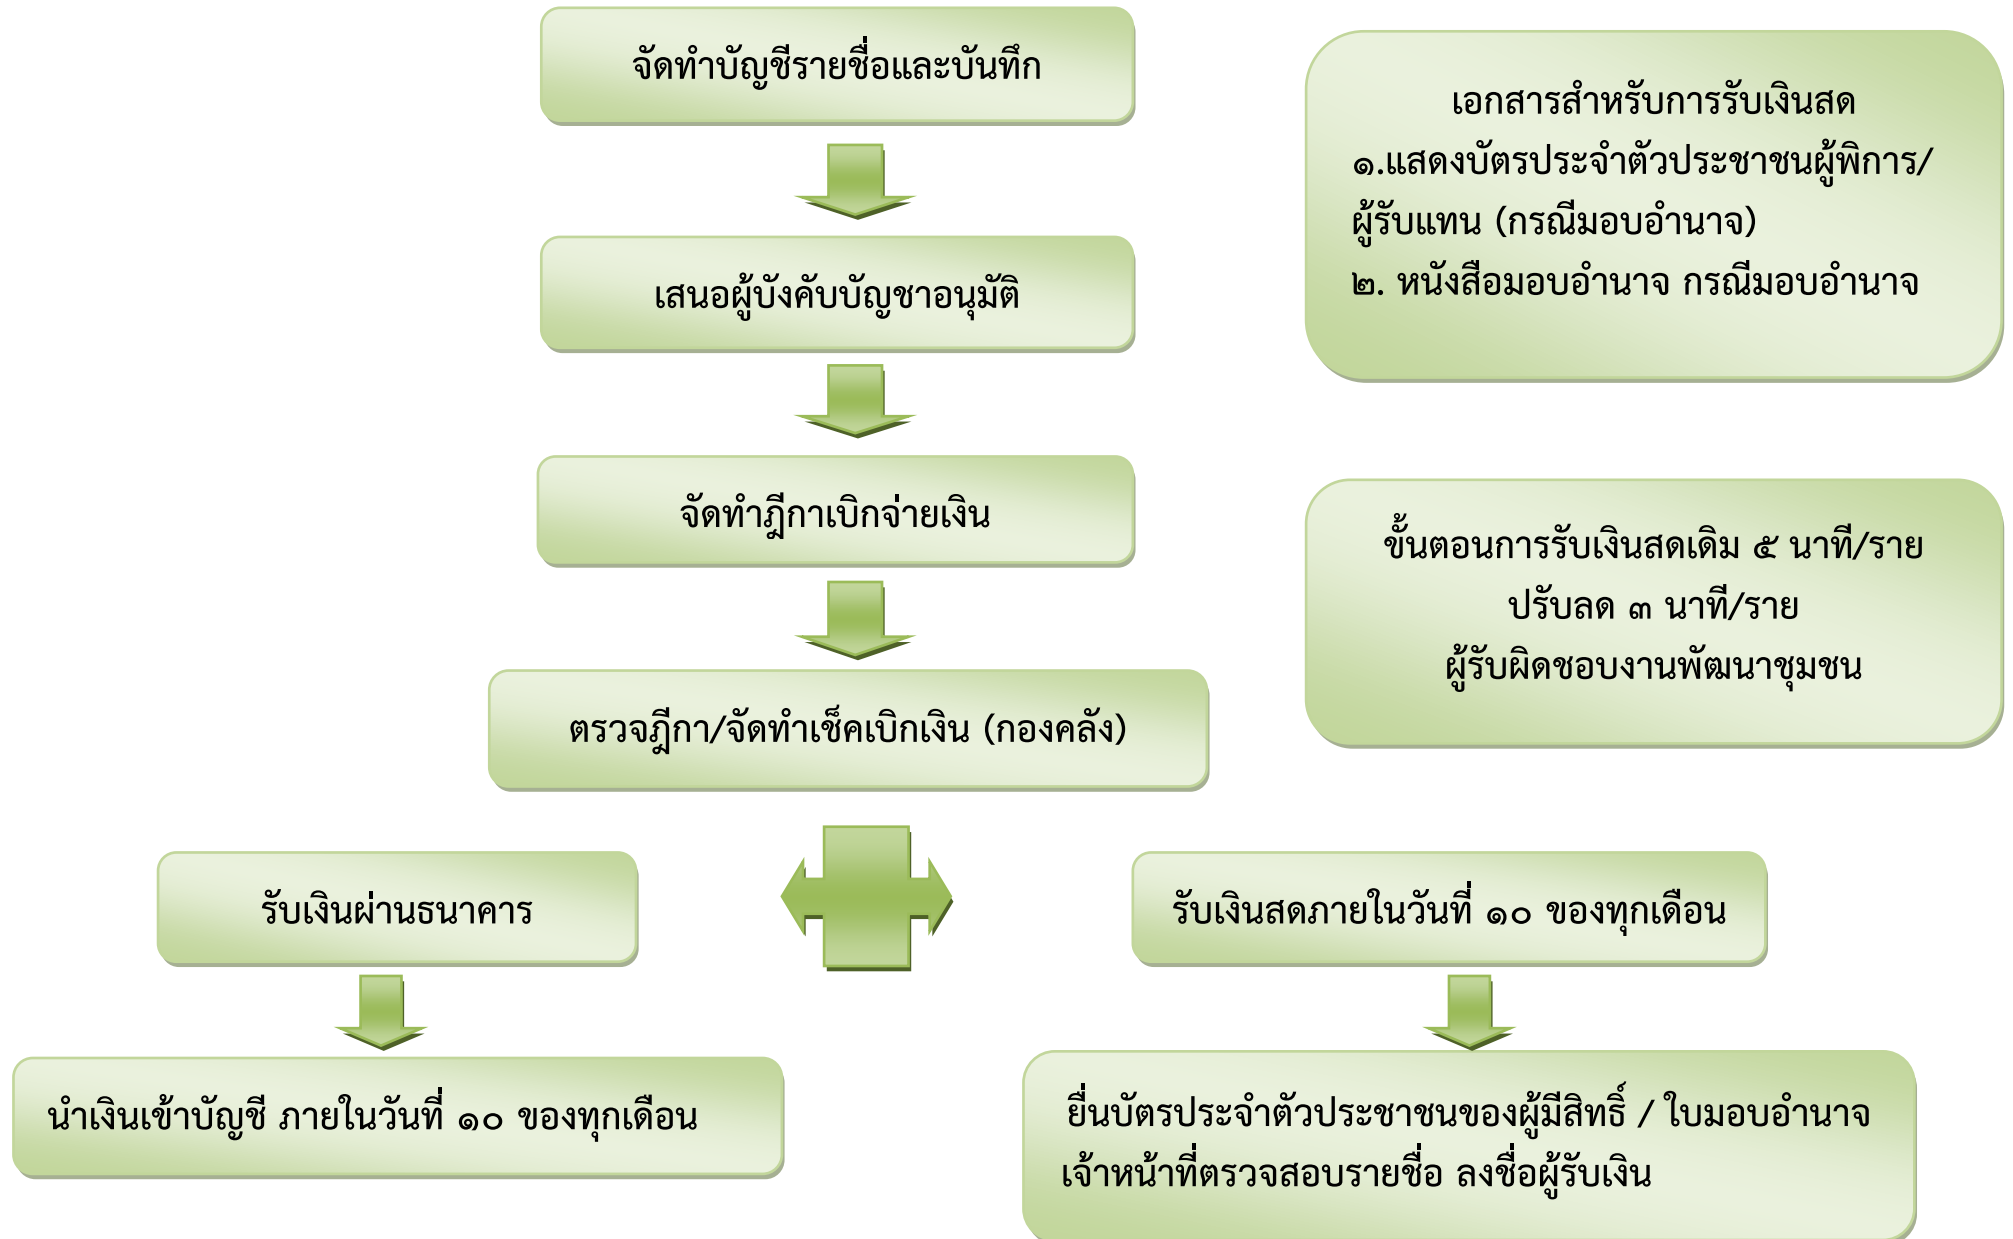 จัดทำบัญชีรายชื่อและบันทึก
เสนอผู้บังคับบัญชาอนุมัติ
จัดทำฎีกาเบิกจ่ายเงิน
ตรวจฎีกา/จัดทำเช็คเบิกเงิน (กองคลัง)
รับเงินผ่านธนาคาร
นำเงินเข้าบัญชี ภายในวันที่ ๑๐ ของทุกเดือน
รับเงินสดภายในวันที่ ๑๐ ของทุกเดือน
ยื่นบัตรประจำตัวประชาชนของผู้มีสิทธิ์ / ใบมอบอำนาจ
เจ้าหน้าที่ตรวจสอบรายชื่อ ลงชื่อผู้รับเงิน
เอกสารสำหรับการรับเงินสด
๑.แสดงบัตรประจำตัวประชาชนผู้พิการ/
ผู้รับแทน (กรณีมอบอำนาจ)
๒. หนังสือมอบอำนาจ กรณีมอบอำนาจ
ขั้นตอนการรับเงินสดเดิม ๕ นาที/ราย
ปรับลด ๓ นาที/ราย
ผู้รับผิดชอบงานพัฒนาชุมชน